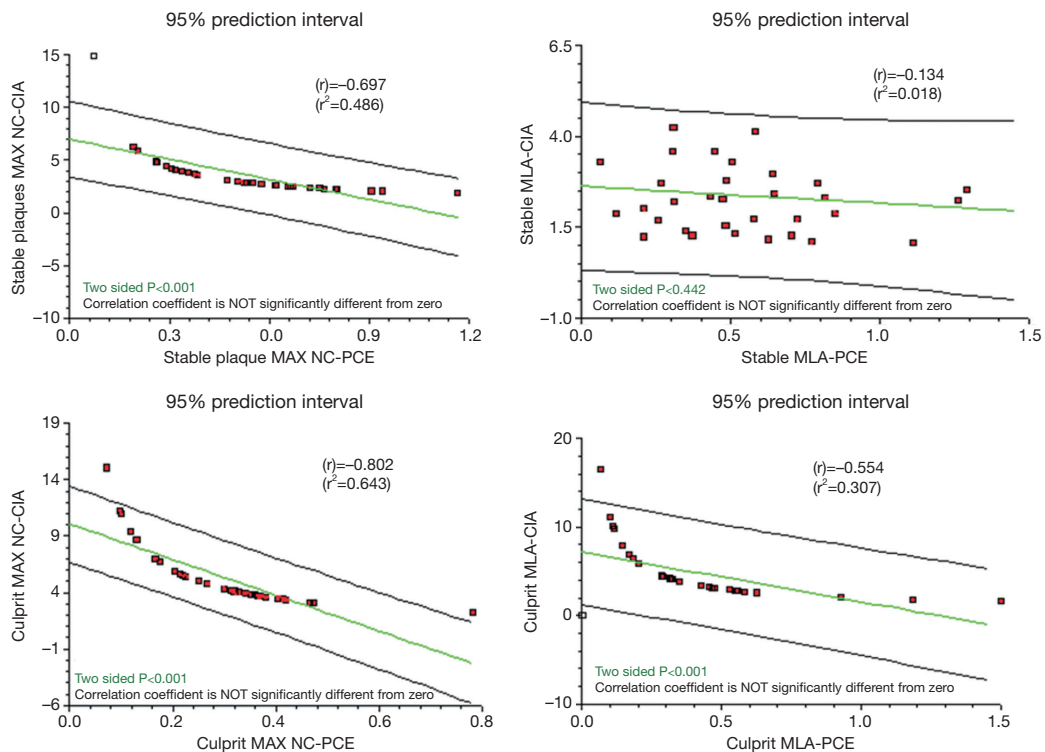 95% prediction interval
15
10
5
0
−5
−10
Stable plaques MAX NC-CIA
(r)=−0.697
(r²=0.486)
Two sided P<0.001
Correlation coeffident is NOT significantly different from zero
0.0 0.3 0.6 0.9 1.2
Stable plaque MAX NC-PCE
95% prediction interval
6.5
4.0
1.5
−1.0
Stable MLA-CIA
(r)=−0.134
(r²=0.018)
Two sided P<0.442
Correlation coeffident is NOT significantly different from zero
0.0 0.5 1.0 1.5
Stable MLA-PCE
95% prediction interval
19
14
9
4
−1
−6
Culprit MAX NC-CIA
(r)=−0.802
(r²=0.643)
Two sided P<0.001
Correlation coeffident is NOT significantly different from zero
0.0 0.2 0.4 0.6 0.8
Culprit MAX NC-PCE
95% prediction interval
20
10
0
−10
Culprit MLA-CIA
(r)=−0.554
(r²=0.307)
Two sided P<0.001
Correlation coeffident is NOT significantly different from zero
0.0 0.5 1.0 1.5
Culprit MLA-PCE